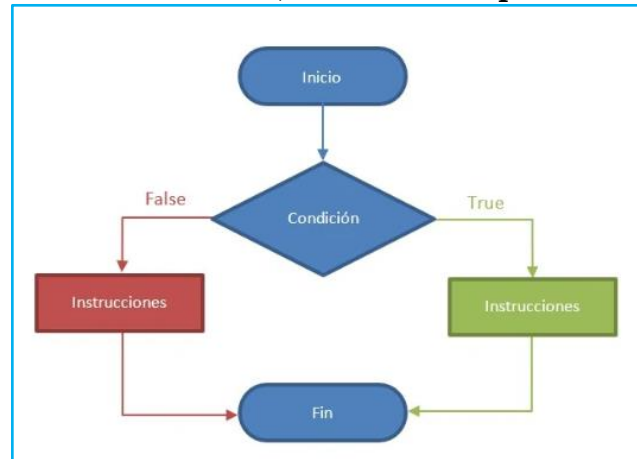 Inicio
False
True
Condición
Instrucciones
Instrucciones
Fin